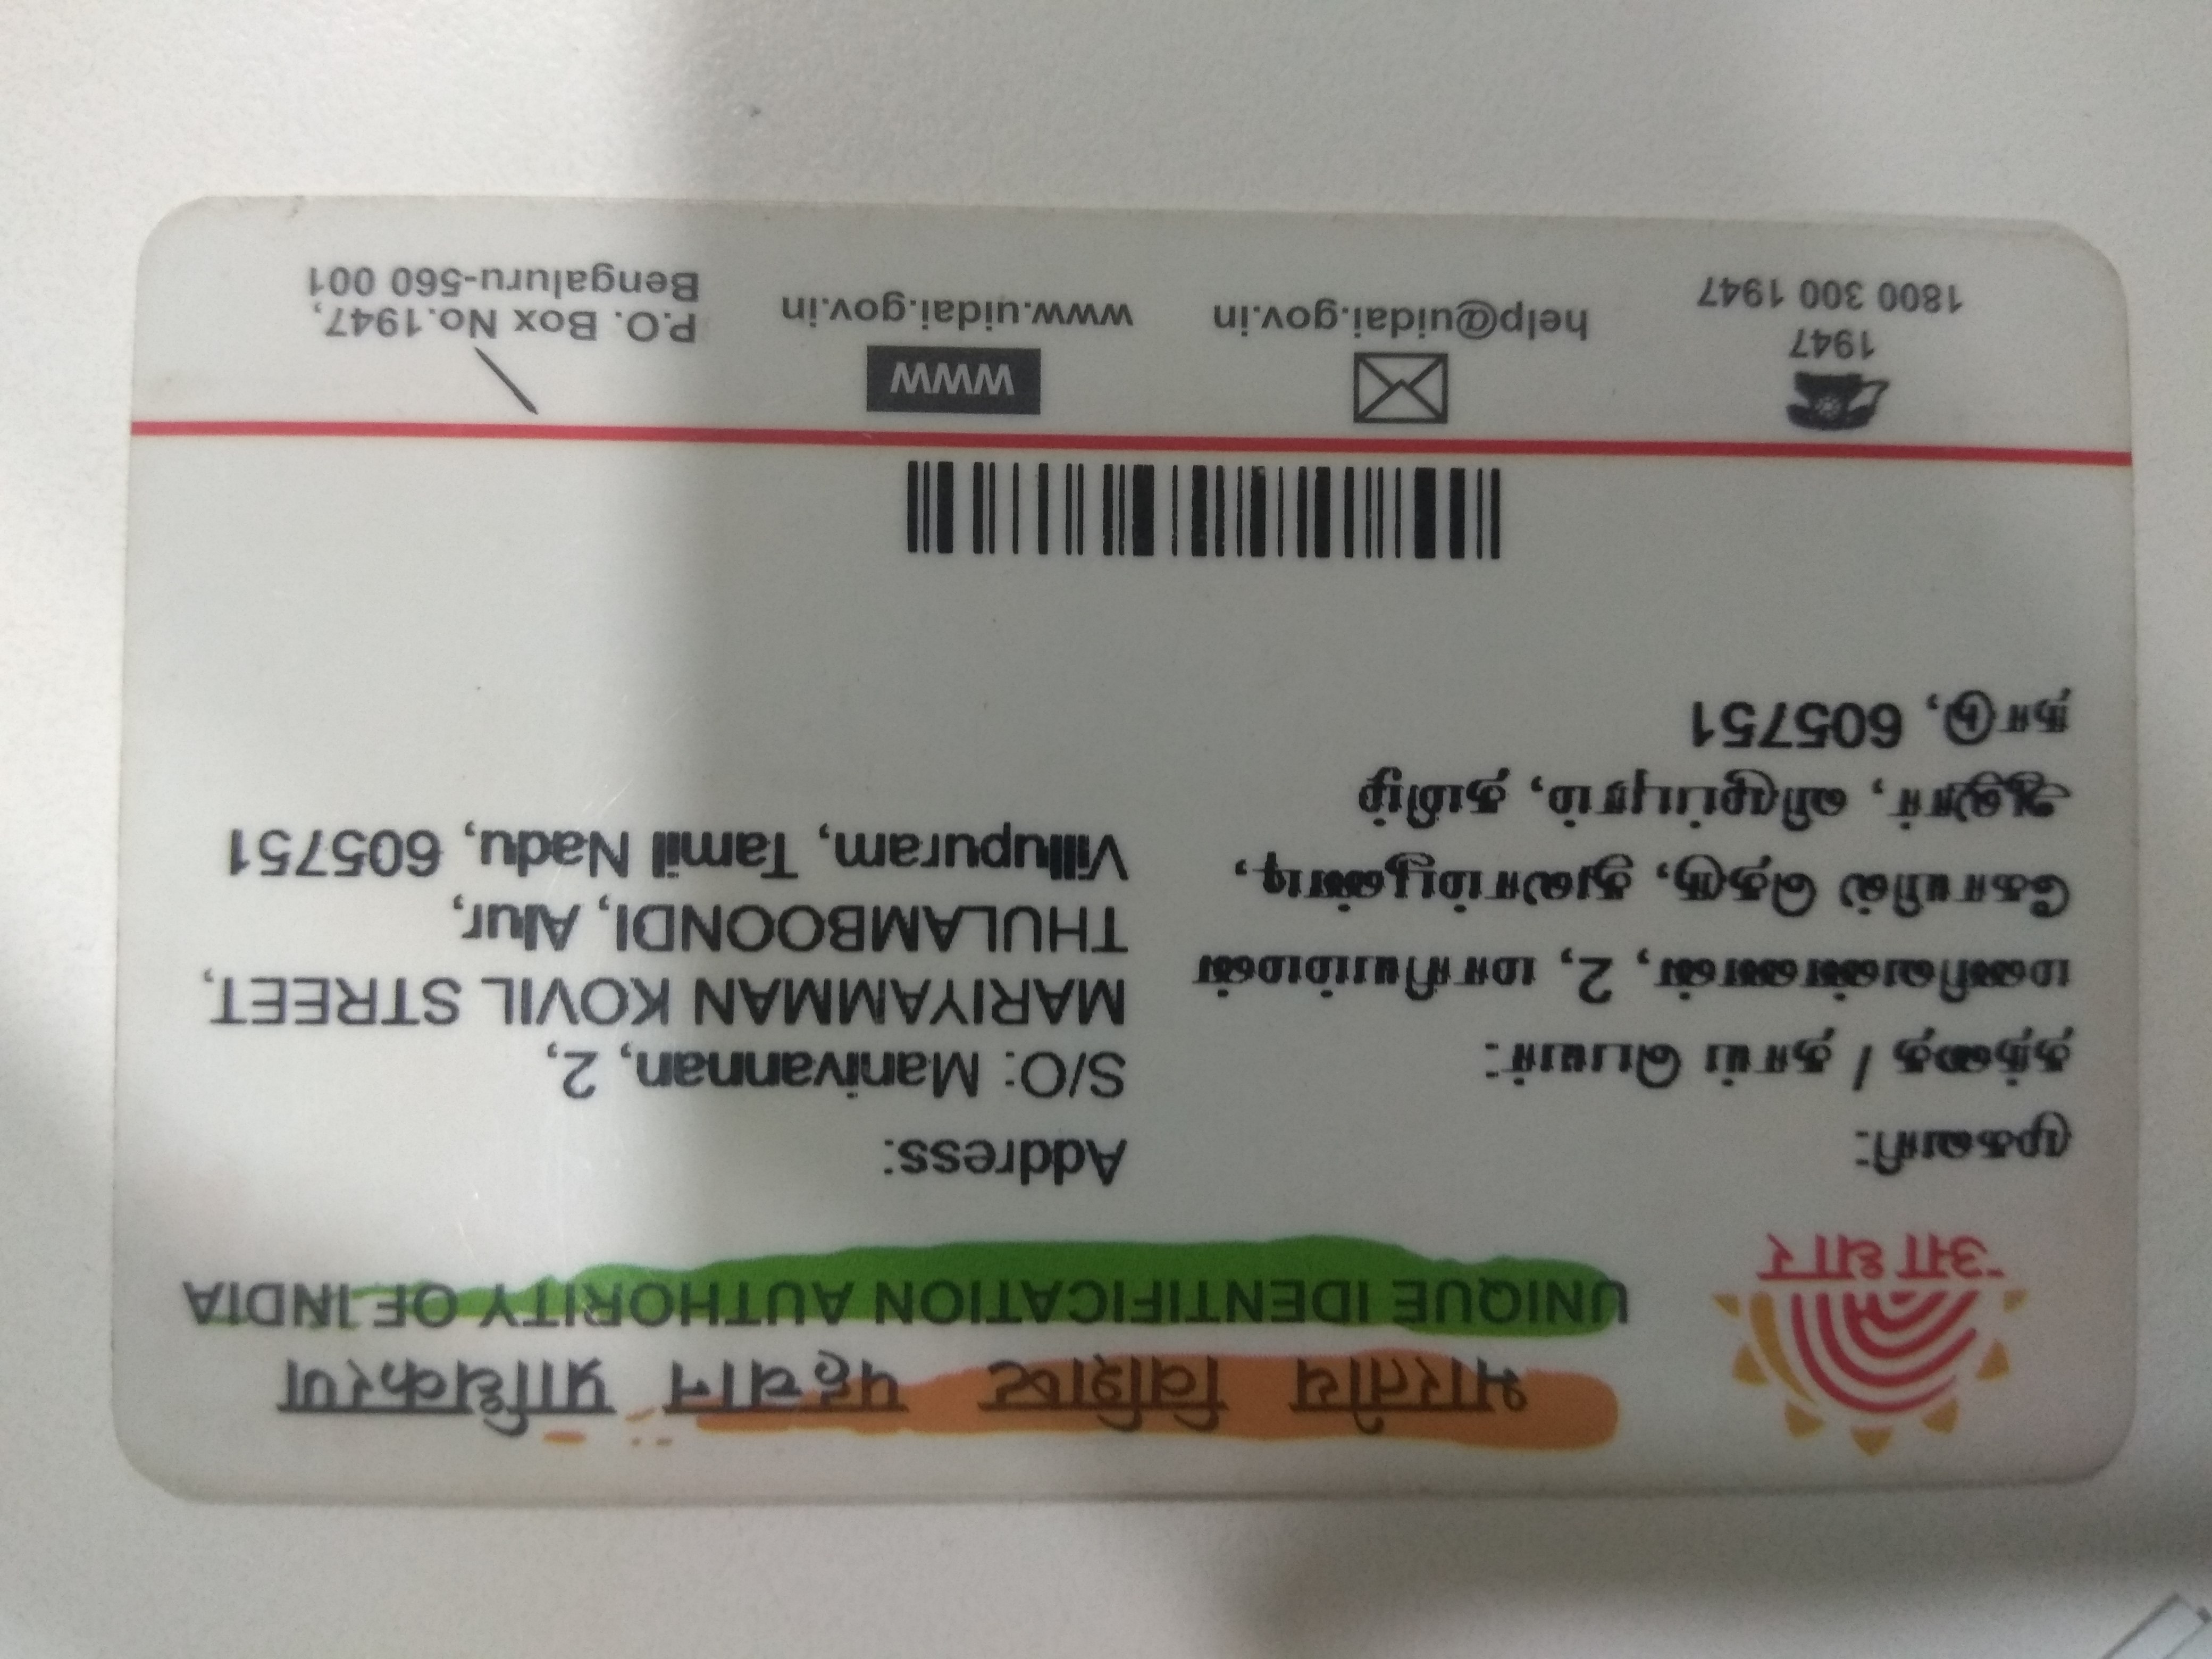 भारतीय विशिष्ट पहचान प्राधिकरण
UNIQUE IDENTIFICATION AUTHORITY OF INDIA
आधार
முகவரி:
தந்தை / தாய் பெயர்:
மணிவண்ணன், 2, மாரியம்மன்
கோயில் தெரு, துலாம்பூண்டி,
ஆலூர், விழுப்புரம், தமிழ்
நாடு, 605751
Address:
S/O: Manivannan, 2,
MARIYAMMAN KOVIL STREET,
THULAMBOONDI, Alur,
Villupuram, Tamil Nadu, 605751
1947
1800 300 1947
help@uidai.gov.in
WWW
www.uidai.gov.in
P.O. Box No.1947,
Bengaluru-560 001